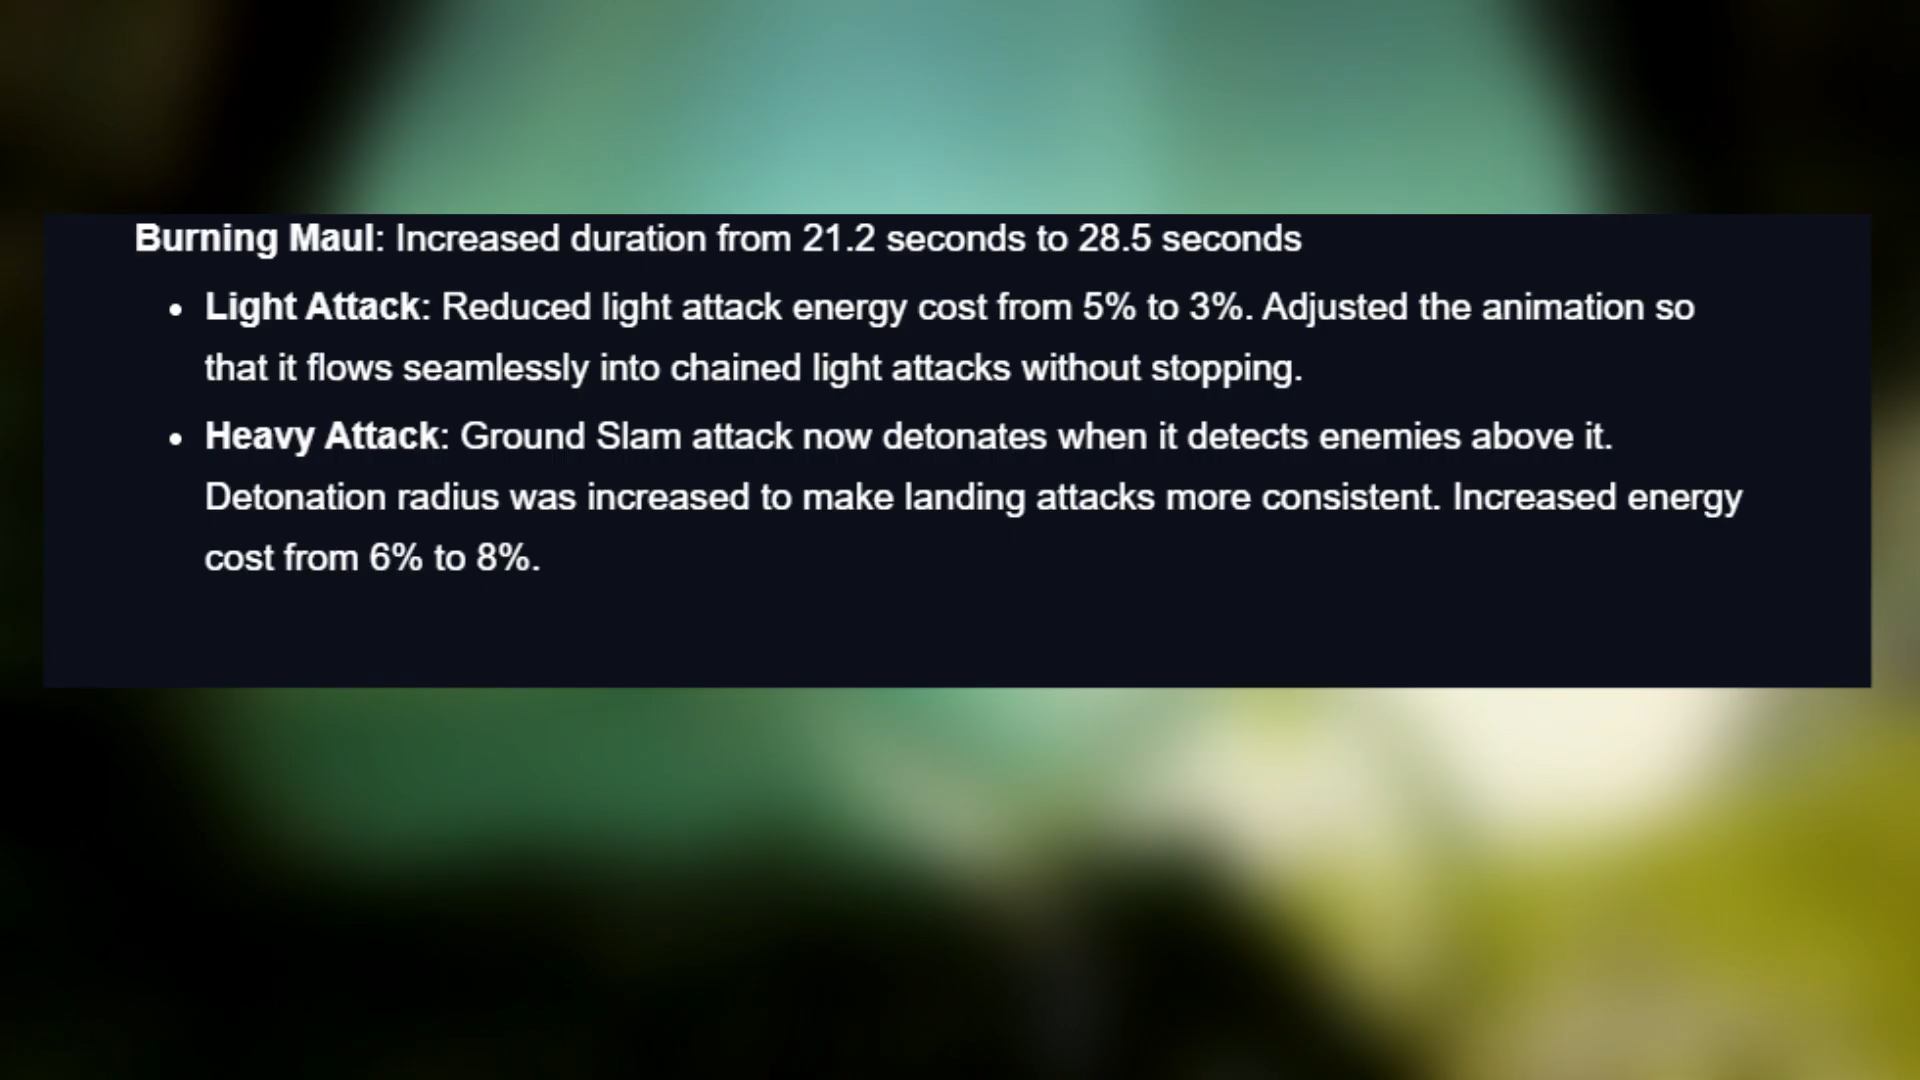 Burning Maul: Increased duration from 21.2 seconds to 28.5 seconds
• Light Attack: Reduced light attack energy cost from 5% to 3%. Adjusted the animation so
that it flows seamlessly into chained light attacks without stopping.
• Heavy Attack: Ground Slam attack now detonates when it detects enemies above it.
Detonation radius was increased to make landing attacks more consistent. Increased energy
cost from 6% to 8%.